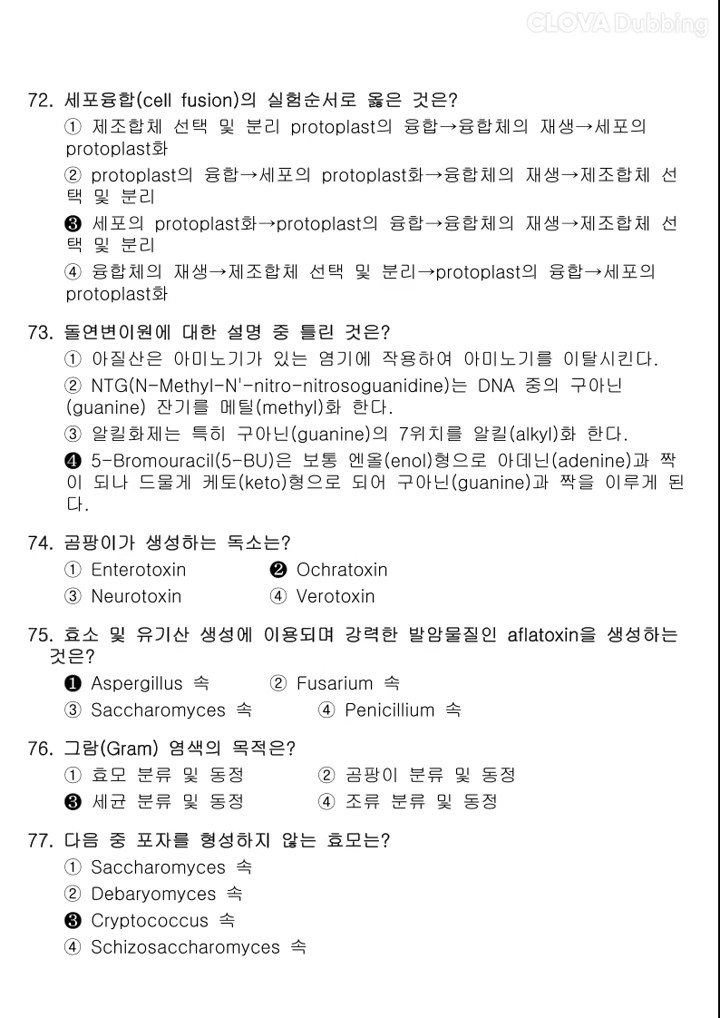 CLOVA Dubbing
72. 세포융합(cell fusion)의 실험순서로 옳은 것은?
① 제조합체 선택 및 분리 protoplast의 융합→융합체의 재생→세포의
protoplast화
② protoplast의 융합→세포의 protoplast화→융합체의 재생→제조합체 선
택 및 분리
❸ 세포의 protoplast화→protoplast의 융합→융합체의 재생→제조합체 선
택 및 분리
④ 융합체의 재생→제조합체 선택 및 분리→protoplast의 융합→세포의
protoplast화
73. 돌연변이원에 대한 설명 중 틀린 것은?
① 아질산은 아미노기가 있는 염기에 작용하여 아미노기를 이탈시킨다.
② NTG(N-Methyl-N'-nitro-nitrosoguanidine)는 DNA 중의 구아닌
(guanine) 잔기를 메틸(methyl)화 한다.
③ 알킬화제는 특히 구아닌(guanine)의 7위치를 알킬(alkyl)화 한다.
❹ 5-Bromouracil(5-BU)은 보통 엔올(enol)형으로 아데닌(adenine)과 짝
이 되나 드물게 케토(keto)형으로 되어 구아닌(guanine)과 짝을 이루게 된
다.
74. 곰팡이가 생성하는 독소는?
① Enterotoxin ❷ Ochratoxin
③ Neurotoxin ④ Verotoxin
75. 효소 및 유기산 생성에 이용되며 강력한 발암물질인 aflatoxin을 생성하는
것은?
❶ Aspergillus 속 ② Fusarium 속
③ Saccharomyces 속 ④ Penicillium 속
76. 그람(Gram) 염색의 목적은?
① 효모 분류 및 동정 ② 곰팡이 분류 및 동정
❸ 세균 분류 및 동정 ④ 조류 분류 및 동정
77. 다음 중 포자를 형성하지 않는 효모는?
① Saccharomyces 속
② Debaryomyces 속
❸ Cryptococcus 속
④ Schizosaccharomyces 속